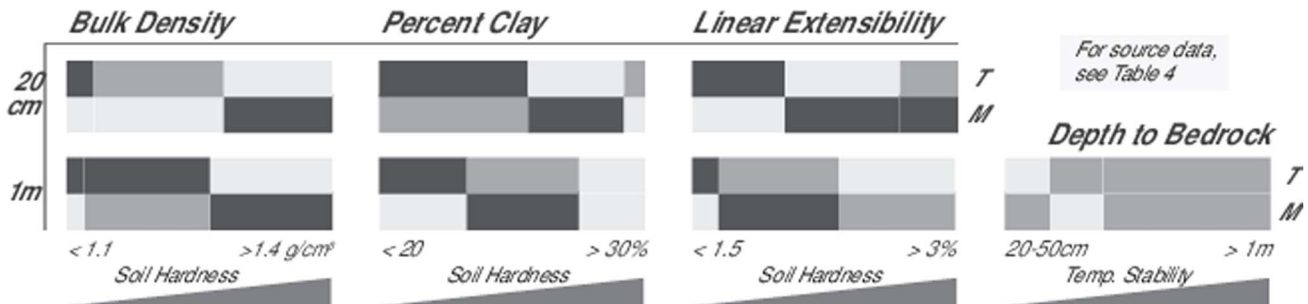 Bulk Density
Percent Clay
Linear Extensibility
For source data,
see Table 4
20
cm
T
M
Depth to Bedrock
1m
T
M
< 1.1
>1.4 g/cm³
< 20
> 30%
< 1.5
> 3%
20-50cm
> 1m
Soil Hardness
Soil Hardness
Soil Hardness
Temp. Stability